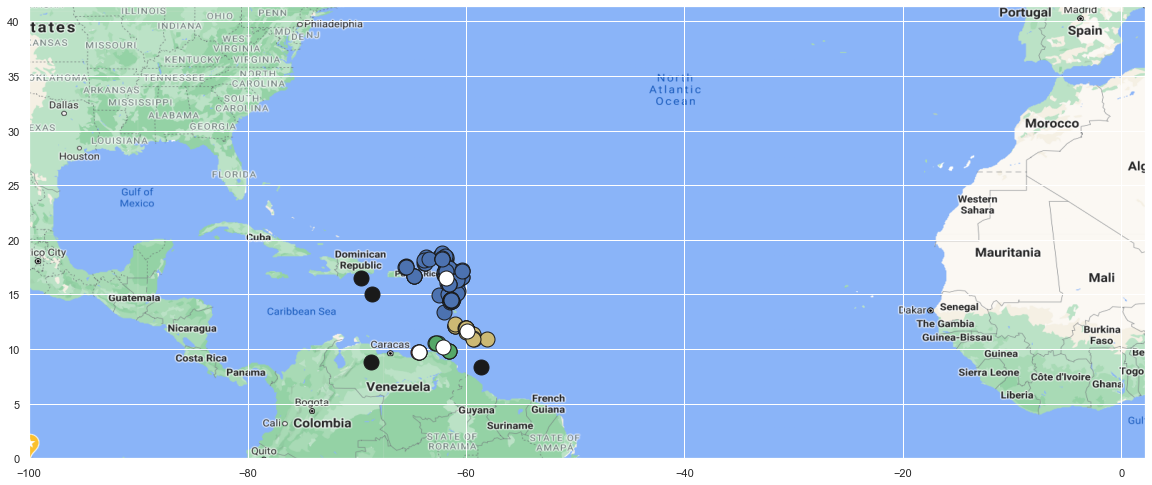 ILLINOIS
OHIO
PENN
40
tates
INDIANA
Philadelphia
MD
DE
NJ
WEST
VIRGINIA
KANSAS
MISSOURI
KENTUCKY
VIRGINIA
35
OKLAHOMA
TENNESSEE
NORTH
CAROLINA
ARKANSAS
MISSISSIPPI
SOUTH
CAROLINA
Dallas
ALABAMA
GEORGIA
30
EXAS
LOUISIANA
Houston
25
FLORIDA
Gulf of
Mexico
20
Cuba
ico City
Dominican
Republic
15
Guatemala
Caribbean Sea
Nicaragua
10
Caracas
Costa Rica
Panama
Venezuela
5
Bogota
Cali
Colombia
Guyana
French
Guiana
Suriname
STATE OF
RORAIMA
STATE OF
AMAPA
Quito
0
North
Atlantic
Ocean
Portugal
Madrid
Spain
Morocco
Alg
Western
Sahara
Mauritania
Mali
Dakar
Senegal
The Gambia
Guinea-Bissau
Burkina
Faso
Guinea
Be
Sierra Leone
Côte d'Ivoire
Togo
Ghana
Liberia
Gulf
−100
−80
−60
−40
−20
0